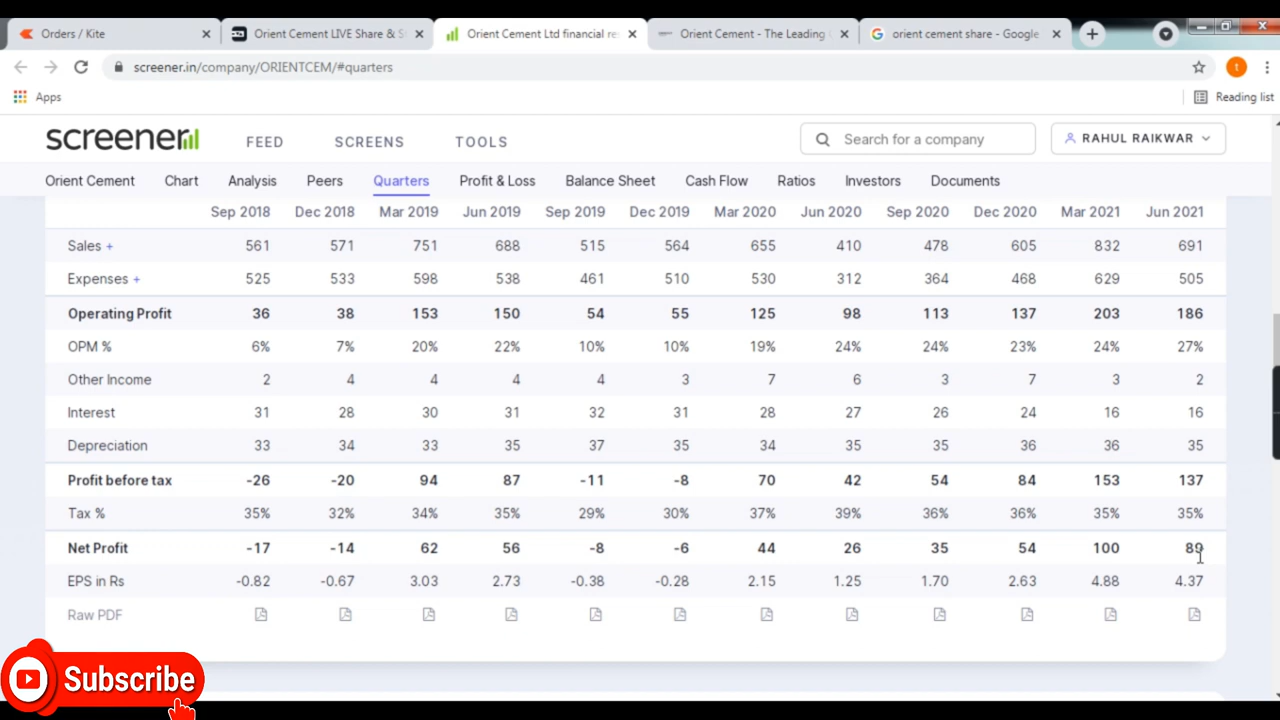 Orders / Kite
Orient Cement LIVE Share & S
Orient Cement Ltd financial re
Orient Cement - The Leading
orient cement share - Google
screener.in/company/ORIENTCEM/#quarters
t
Apps
Reading list
screener
FEED SCREENS TOOLS
Search for a company
RAHUL RAIKWAR
Orient Cement Chart Analysis Peers Quarters Profit & Loss Balance Sheet Cash Flow Ratios Investors Documents
Sep 2018 Dec 2018 Mar 2019 Jun 2019 Sep 2019 Dec 2019 Mar 2020 Jun 2020 Sep 2020 Dec 2020 Mar 2021 Jun 2021
Sales + 561 571 751 688 515 564 655 410 478 605 832 691
Expenses + 525 533 598 538 461 510 530 312 364 468 629 505
Operating Profit 36 38 153 150 54 55 125 98 113 137 203 186
OPM % 6% 7% 20% 22% 10% 10% 19% 24% 24% 23% 24% 27%
Other Income 2 4 4 4 4 3 7 6 3 7 3 2
Interest 31 28 30 31 32 31 28 27 26 24 16 16
Depreciation 33 34 33 35 37 35 34 35 35 36 36 35
Profit before tax -26 -20 94 87 -11 -8 70 42 54 84 153 137
Tax % 35% 32% 34% 35% 29% 30% 37% 39% 36% 36% 35% 35%
Net Profit -17 -14 62 56 -8 -6 44 26 35 54 100 89
EPS in Rs -0.82 -0.67 3.03 2.73 -0.38 -0.28 2.15 1.25 1.70 2.63 4.88 4.37
Raw PDF
Subscribe